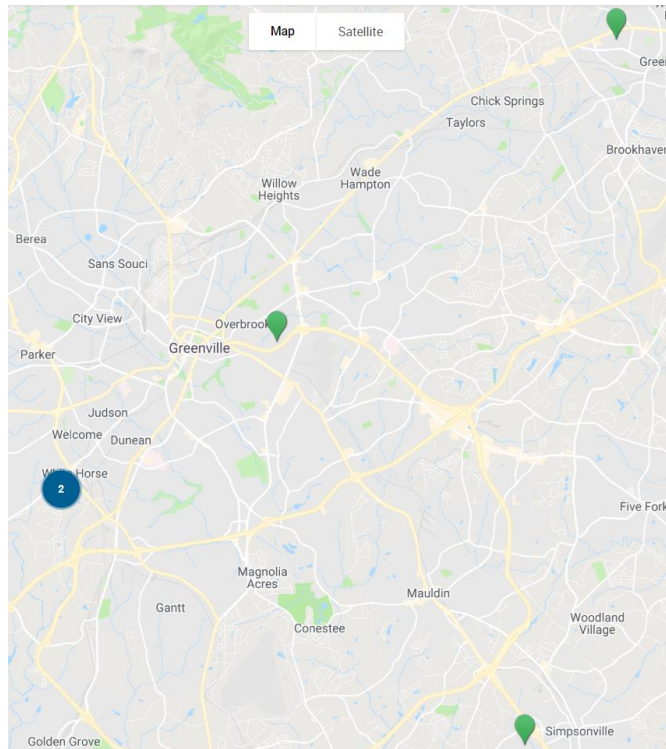 Map
Satellite
Chick Springs
Taylors
Brookhaven
Wade
Hampton
Willow
Heights
Berea
Sans Souci
City View
Overbrook
Greenville
Parker
Judson
Welcome
Dunean
Horse
2
Five Fork
Magnolia
Acres
Mauldin
Gantt
Conestee
Woodland
Village
Simpsonville
Golden Grove